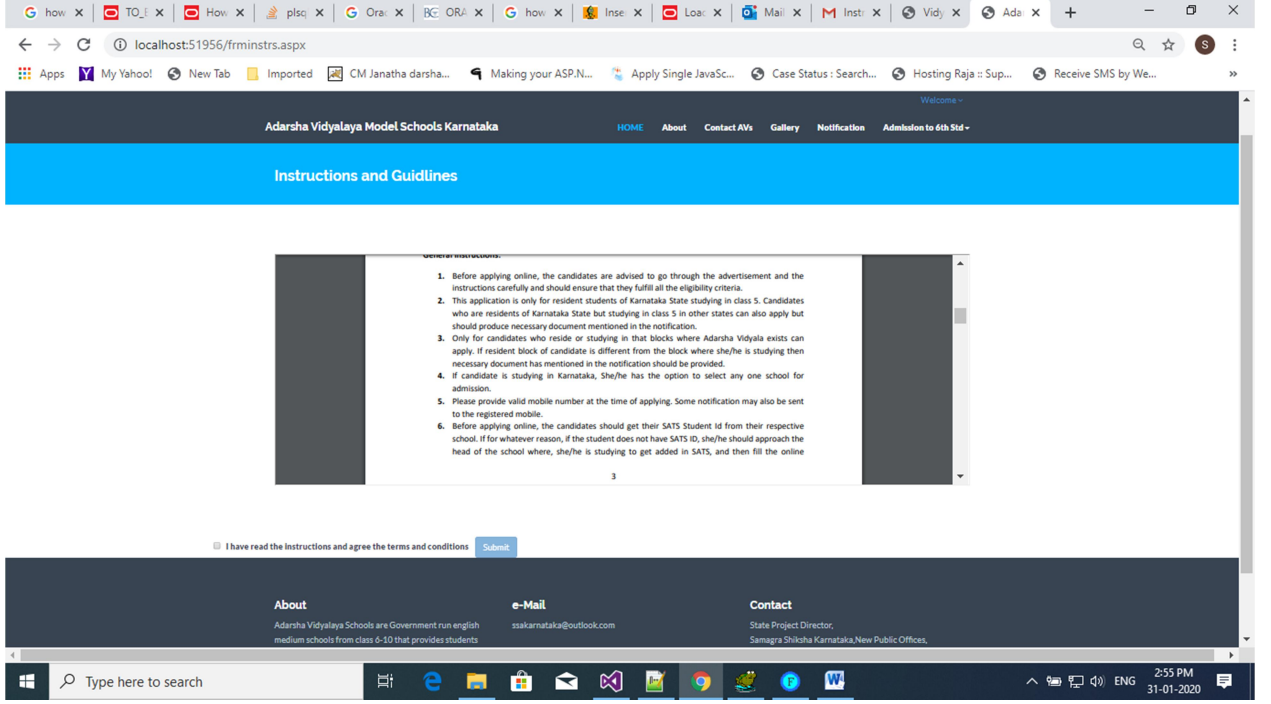 how
TO_E
How
plsq
Orac
ORA
how
Inse
Load
Mail
Instr
Vidy
Ada
localhost:51956/frminstrs.aspx
S
Apps
My Yahoo!
New Tab
Imported
CM Janatha darsha...
Making your ASP.N...
Apply Single JavaSc...
Case Status : Search...
Hosting Raja :: Sup...
Receive SMS by We...
Welcome
Adarsha Vidyalaya Model Schools Karnataka
HOME
About
Contact AVs
Gallery
Notification
Admission to 6th Std
Instructions and Guidlines
General Instructions:
1. Before applying online, the candidates are advised to go through the advertisement and the
instructions carefully and should ensure that they fulfill all the eligibility criteria.
2. This application is only for resident students of Karnataka State studying in class 5. Candidates
who are residents of Karnataka State but studying in class 5 in other states can also apply but
should produce necessary document mentioned in the notification.
3. Only for candidates who reside or studying in that blocks where Adarsha Vidyala exists can
apply. If resident block of candidate is different from the block where she/he is studying then
necessary document has mentioned in the notification should be provided.
4. If candidate is studying in Karnataka, She/he has the option to select any one school for
admission.
5. Please provide valid mobile number at the time of applying. Some notification may also be sent
to the registered mobile.
6. Before applying online, the candidates should get their SATS Student Id from their respective
school. If for whatever reason, if the student does not have SATS ID, she/he should approach the
head of the school where, she/he is studying to get added in SATS, and then fill the online
3
I have read the instructions and agree the terms and conditions
Submit
About
Adarsha Vidyalaya Schools are Government run english
medium schools from class 6-10 that provides students
e-Mail
ssakarnataka@outlook.com
Contact
State Project Director,
Samagra Shiksha Karnataka,New Public Offices,
Type here to search
ENG
2:55 PM
31-01-2020